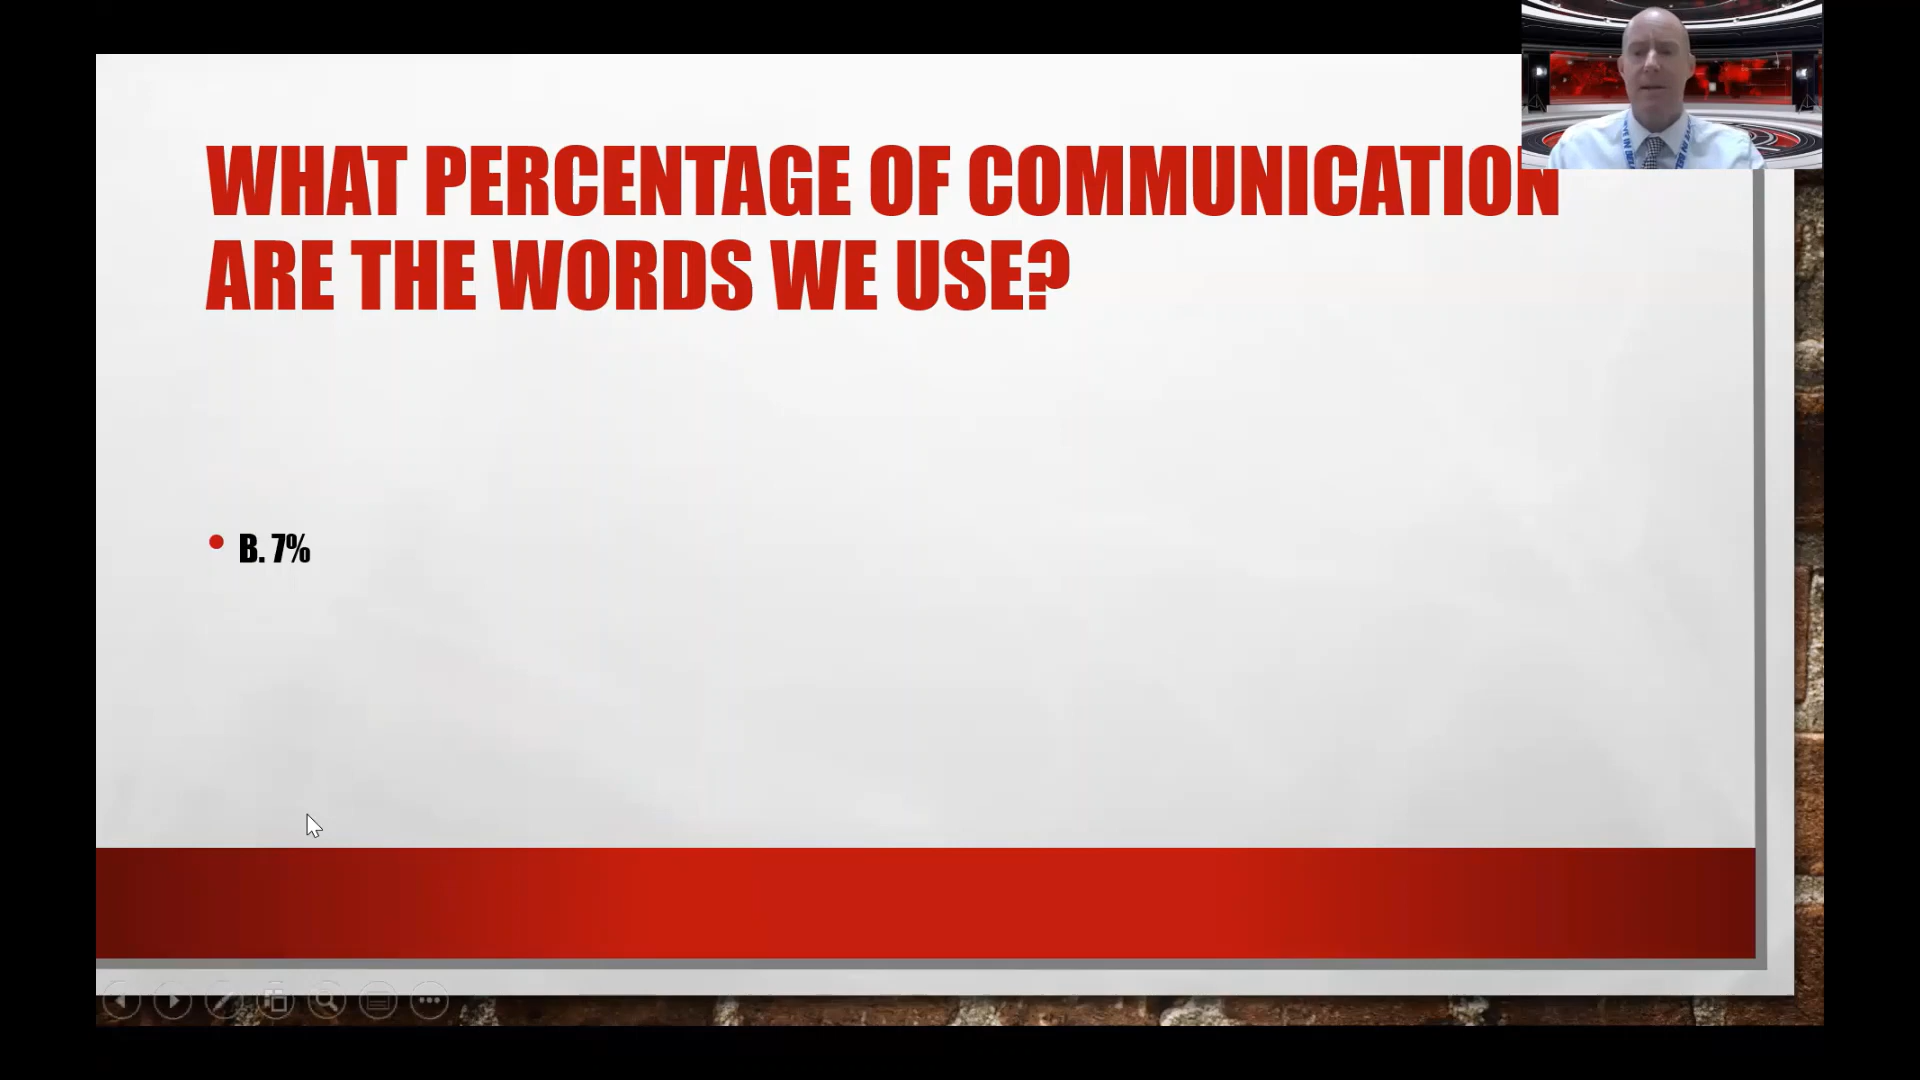 WHAT PERCENTAGE OF COMMUNICATION
ARE THE WORDS WE USE?
B. 7%